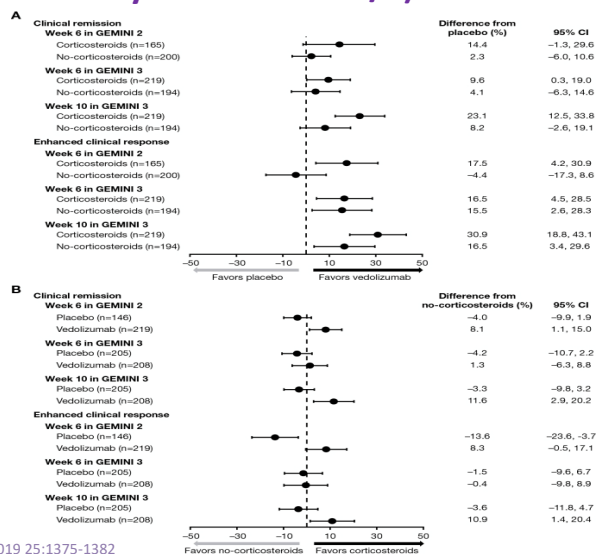 A
Difference from
Clinical remission placebo (%) 95% CI
Week 6 in GEMINI 2
Corticosteroids (n=165) 14.4 −1.3, 29.6
No-corticosteroids (n=200) 2.3 −6.0, 10.6
Week 6 in GEMINI 3
Corticosteroids (n=219) 9.6 0.3, 19.0
No-corticosteroids (n=194) 4.1 −6.3, 14.6
Week 10 in GEMINI 3
Corticosteroids (n=219) 23.1 12.5, 33.8
No-corticosteroids (n=194) 8.2 −2.6, 19.1
Enhanced clinical response
Week 6 in GEMINI 2
Corticosteroids (n=165) 17.5 4.2, 30.9
No-corticosteroids (n=200) −4.4 −17.3, 8.6
Week 6 in GEMINI 3
Corticosteroids (n=219) 16.5 4.5, 28.5
No-corticosteroids (n=194) 15.5 2.6, 28.3
Week 10 in GEMINI 3
Corticosteroids (n=219) 30.9 18.8, 43.1
No-corticosteroids (n=194) 16.5 3.4, 29.6
−50 −30 −10 10 30 50
Favors placebo Favors vedolizumab
B
Difference from
Clinical remission no-corticosteroids (%) 95% CI
Week 6 in GEMINI 2
Placebo (n=146) −4.0 −9.9, 1.9
Vedolizumab (n=219) 8.1 1.1, 15.0
Week 6 in GEMINI 3
Placebo (n=205) −4.2 −10.7, 2.2
Vedolizumab (n=208) 1.3 −6.3, 8.8
Week 10 in GEMINI 3
Placebo (n=205) −3.3 −9.8, 3.2
Vedolizumab (n=208) 11.6 2.9, 20.2
Enhanced clinical response
Week 6 in GEMINI 2
Placebo (n=146) −13.6 −23.6, −3.7
Vedolizumab (n=219) 8.3 −0.5, 17.1
Week 6 in GEMINI 3
Placebo (n=205) −1.5 −9.6, 6.7
Vedolizumab (n=208) −0.4 −9.8, 8.9
Week 10 in GEMINI 3
Placebo (n=205) −3.6 −11.8, 4.7
Vedolizumab (n=208) 10.9 1.4, 20.4
−50 −30 −10 10 30 50
Favors no-corticosteroids Favors corticosteroids
019 25:1375-1382